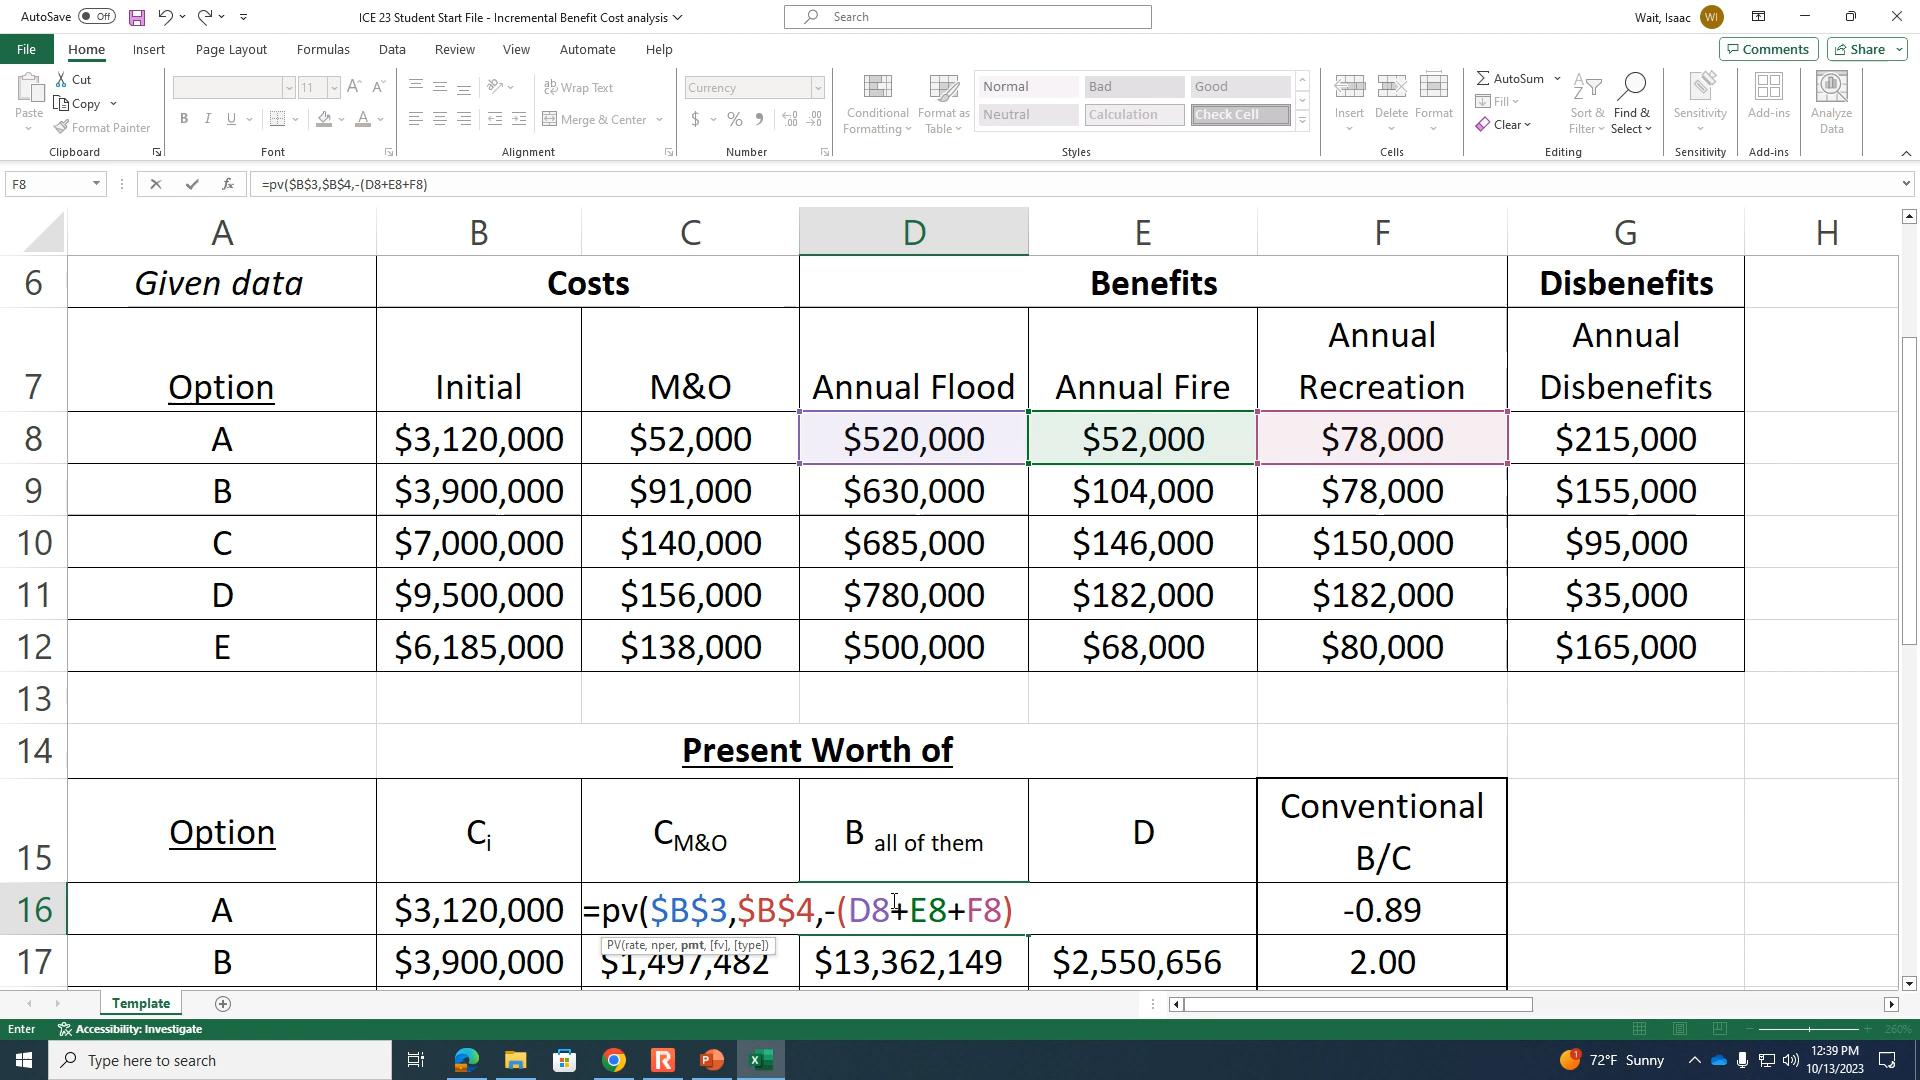 AutoSave Off ICE 23 Student Start File - Incremental Benefit Cost analysis Search Wait, Isaac WI
File Home Insert Page Layout Formulas Data Review View Automate Help Comments Share
Cut AutoSum
Paste Copy 11 Wrap Text Currency Conditional Formatting Format as Table Normal Bad Good Insert Delete Format Fill Sort & Filter Find & Select Sensitivity Add-ins Analyze Data
Format Painter B I U Merge & Center $ % Neutral Calculation Check Cell Clear
Clipboard Font Alignment Number Styles Cells Editing Sensitivity Add-ins
F8 fx =pv($B$3,$B$4,-(D8+E8+F8)
A B C D E F G H
6 Given data Costs Benefits Disbenefits
7 Option Initial M&O Annual Flood Annual Fire Annual Recreation Annual Disbenefits
8 A $3,120,000 $52,000 $520,000 $52,000 $78,000 $215,000
9 B $3,900,000 $91,000 $630,000 $104,000 $78,000 $155,000
10 C $7,000,000 $140,000 $685,000 $146,000 $150,000 $95,000
11 D $9,500,000 $156,000 $780,000 $182,000 $182,000 $35,000
12 E $6,185,000 $138,000 $500,000 $68,000 $80,000 $165,000
13
14 Present Worth of
15 Option Ci CM&O B all of them D Conventional B/C
16 A $3,120,000 =pv($B$3,$B$4,-(D8+E8+F8) -0.89
PV(rate, nper, pmt, [fv], [type])
17 B $3,900,000 $1,497,482 $13,362,149 $2,550,656 2.00
Template
Enter Accessibility: Investigate 260%
Type here to search 72°F Sunny 12:39 PM
10/13/2023